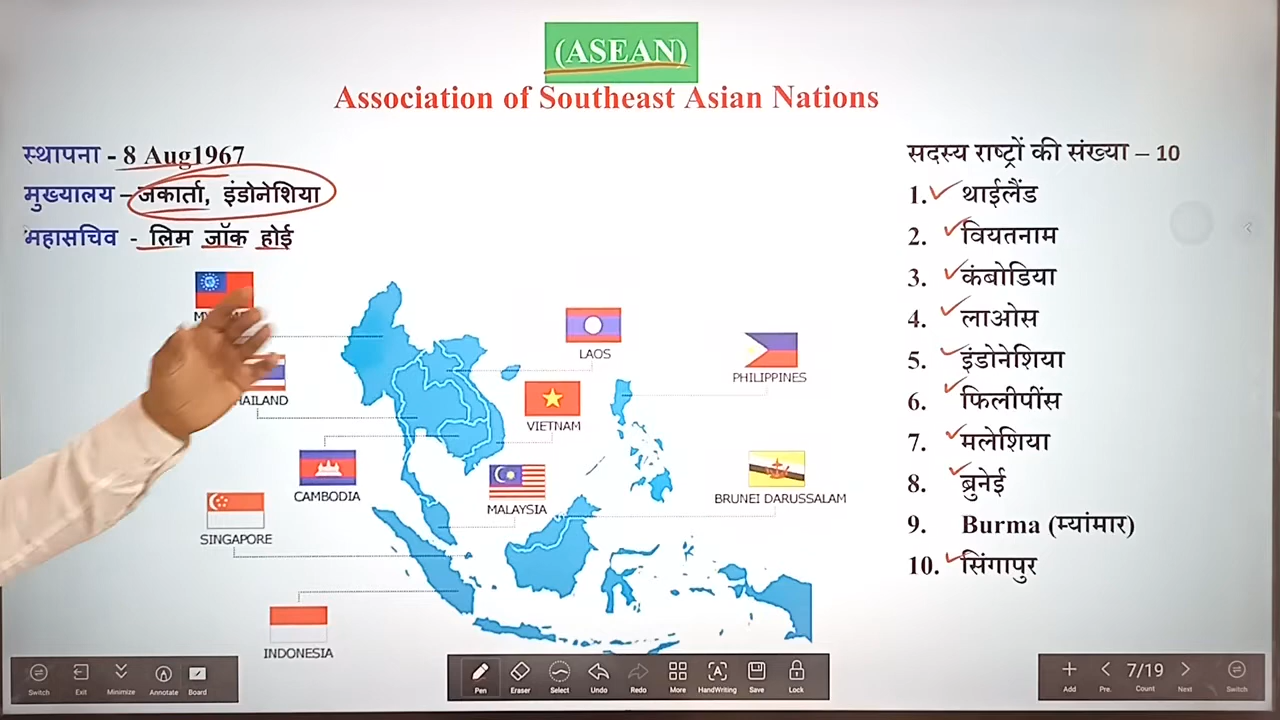 (ASEAN)
Association of Southeast Asian Nations
स्थापना - 8 Aug1967
मुख्यालय – जकार्ता, इंडोनेशिया
महासचिव - लिम जॉक होई
सदस्य राष्ट्रों की संख्या – 10
1. थाईलैंड
2. वियतनाम
3. कंबोडिया
4. लाओस
5. इंडोनेशिया
6. फिलीपींस
7. मलेशिया
8. ब्रुनेई
9. Burma (म्यांमार)
10. सिंगापुर
LAOS
PHILIPPINES
VIETNAM
CAMBODIA
MALAYSIA
BRUNEI DARUSSALAM
SINGAPORE
INDONESIA
Switch Exit Minimize Annotate Board
Pen Eraser Select Undo Redo More HandWriting Save Lock
7/19
Add Pre. Count Next Switch